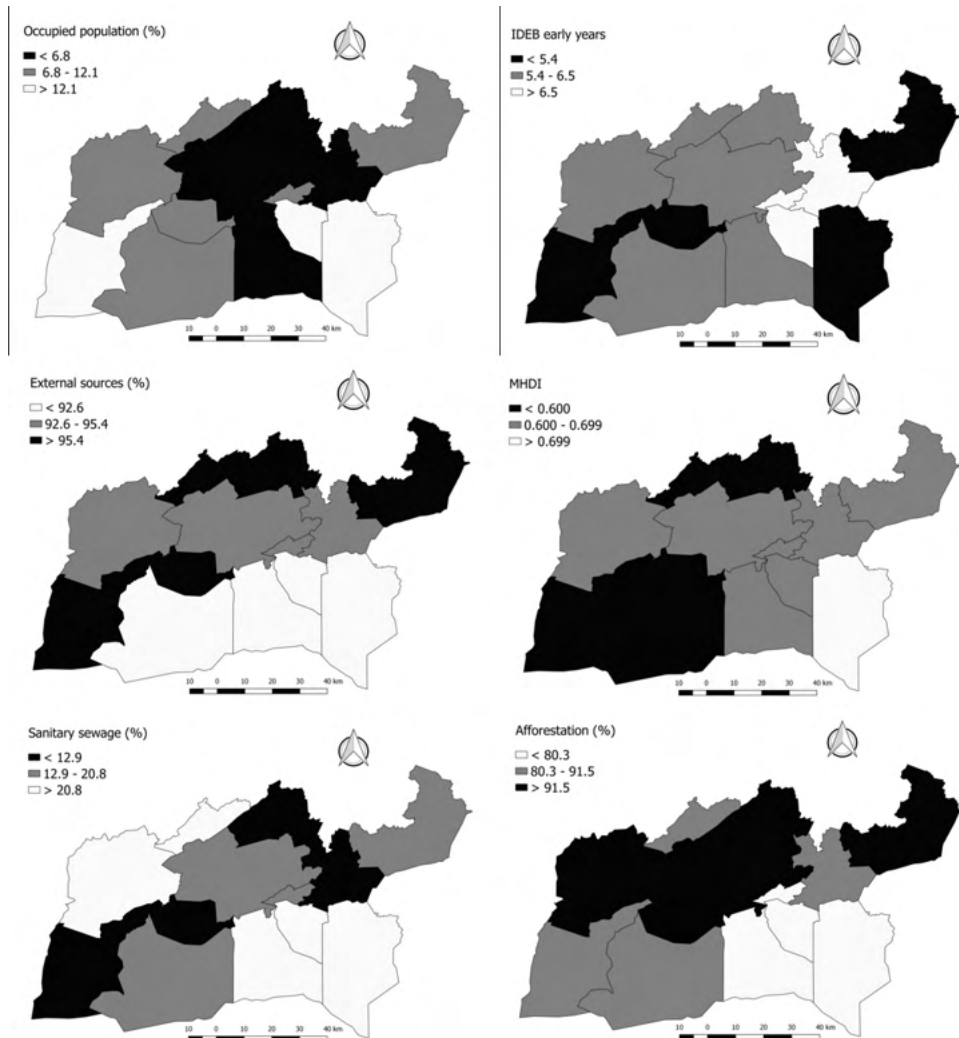 Occupied population (%)
< 6.8
6.8 - 12.1
> 12.1
10 0 10 20 30 40 km
IDEB early years
< 5.4
5.4 - 6.5
> 6.5
10 0 10 20 30 40 km
External sources (%)
< 92.6
92.6 - 95.4
> 95.4
10 0 10 20 30 40 km
MHDI
< 0.600
0.600 - 0.699
> 0.699
10 0 10 20 30 40 km
Sanitary sewage (%)
< 12.9
12.9 - 20.8
> 20.8
10 0 10 20 30 40 km
Afforestation (%)
< 80.3
80.3 - 91.5
> 91.5
10 0 10 20 30 40 km